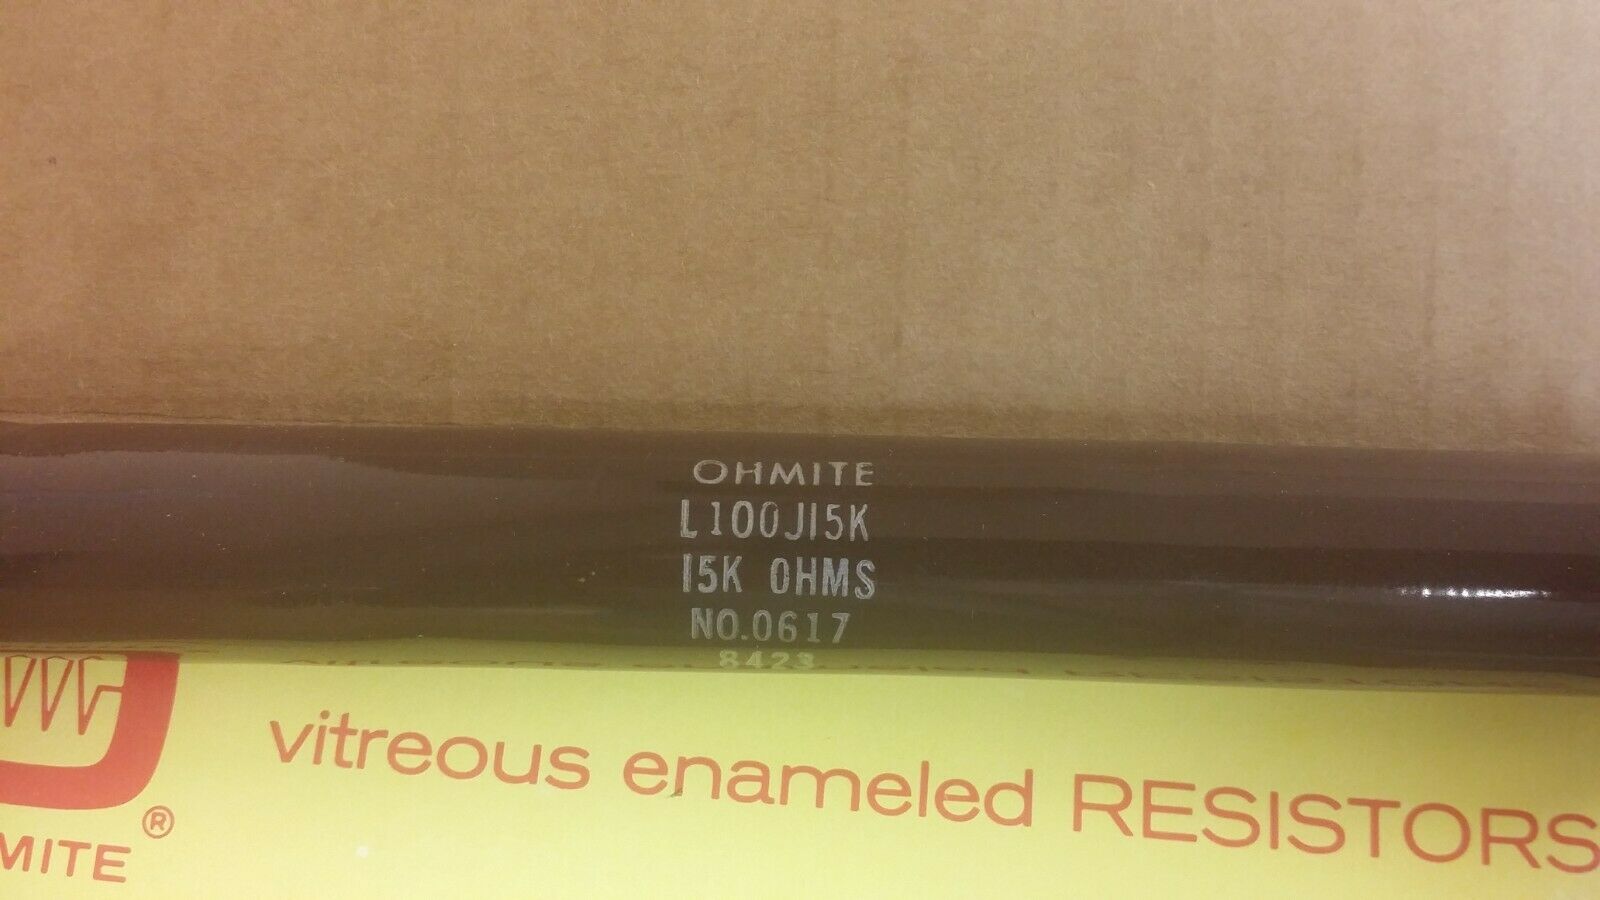 OHMITE
L100J15K
15K OHMS
NO.0617
8423
vitreous enameled RESISTORS
®
MITE